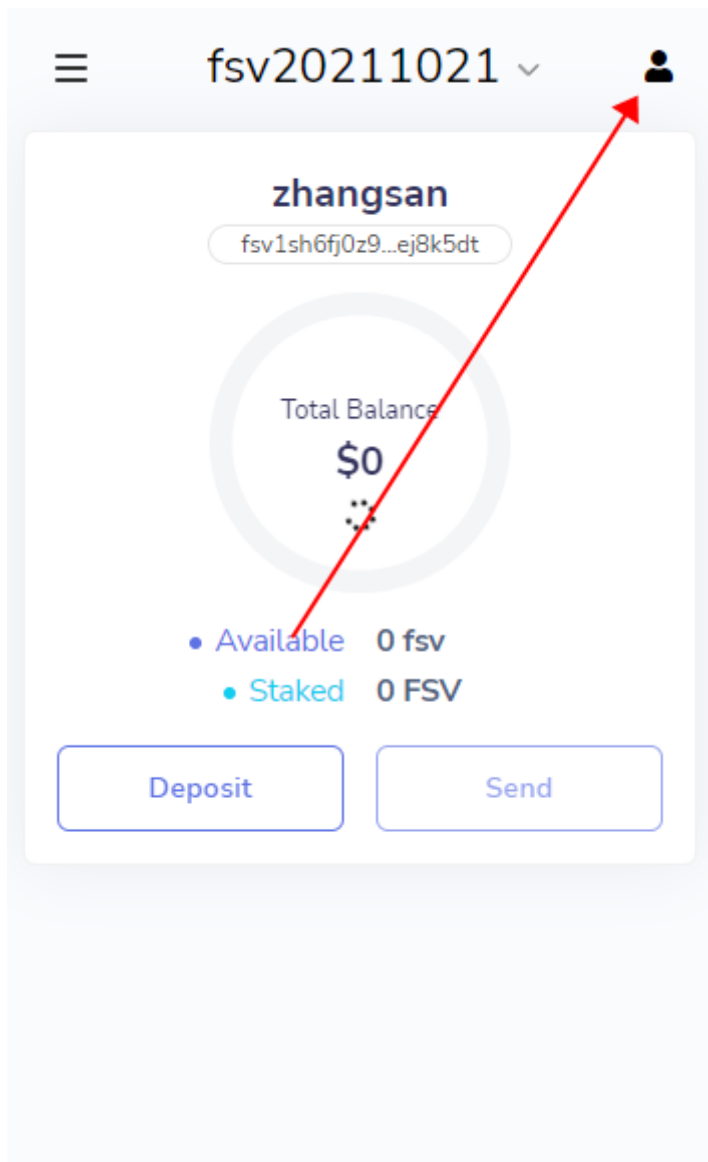 fsv20211021
zhangsan
fsv1sh6fj0z9...ej8k5dt
Total Balance
$0
Available 0 fsv
Staked 0 FSV
Deposit Send